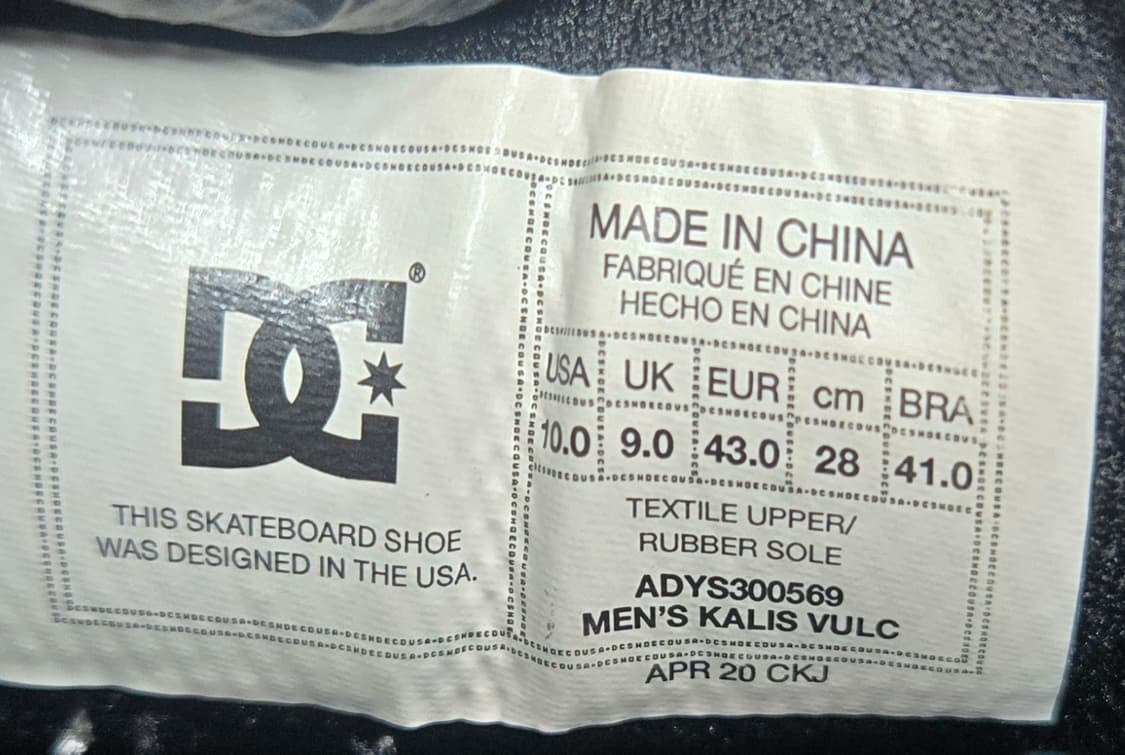 DC®
THIS SKATEBOARD SHOE
WAS DESIGNED IN THE USA.
MADE IN CHINA
FABRIQUÉ EN CHINE
HECHO EN CHINA
USA UK EUR cm BRA
10.0 9.0 43.0 28 41.0
TEXTILE UPPER/
RUBBER SOLE
ADYS300569
MEN'S KALIS VULC
APR 20 CKJ